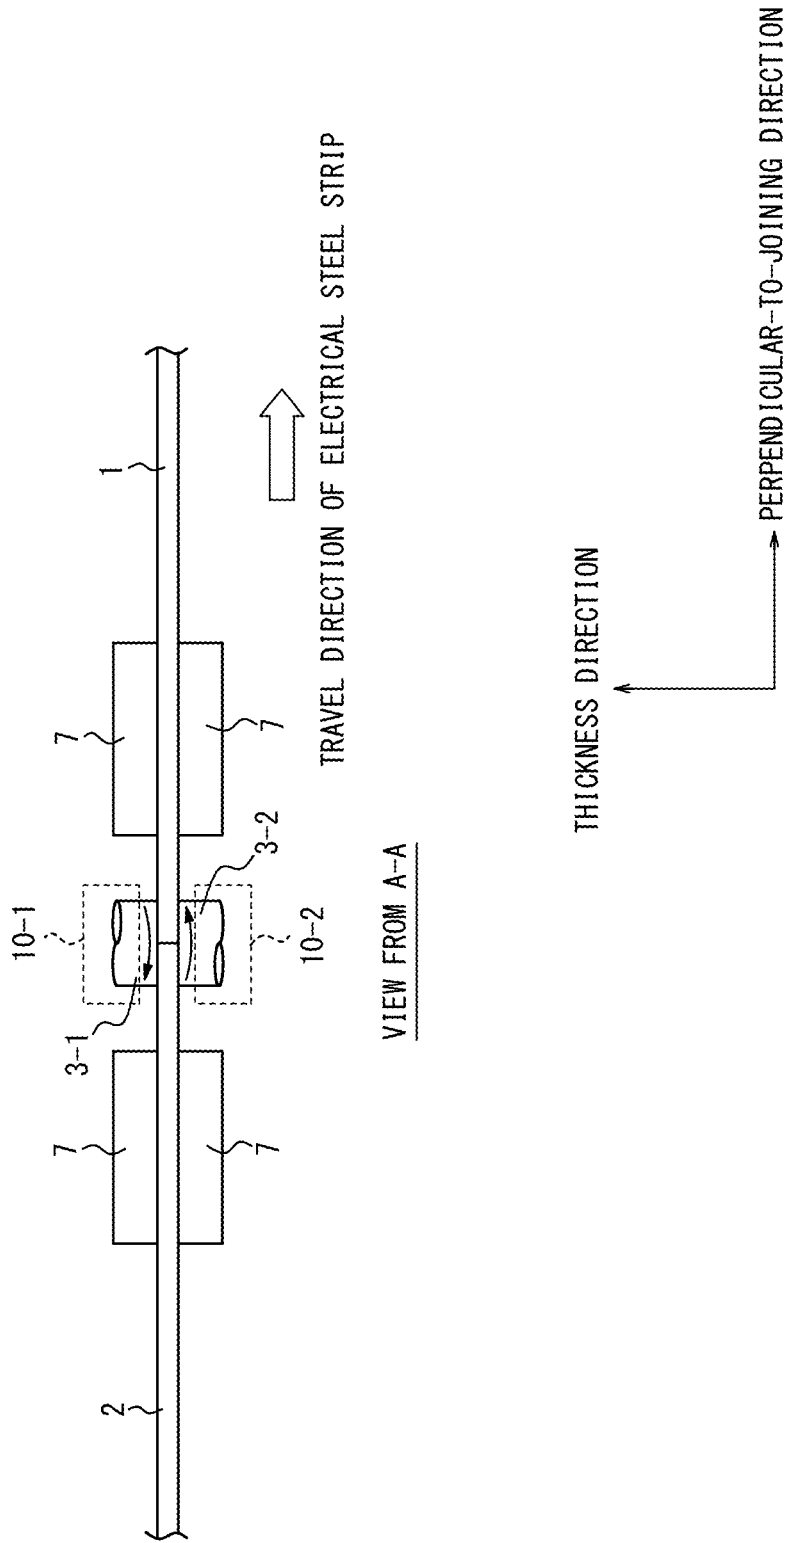 10-1
10-2
3-1
3-2
7
7
7
7
2
1
TRAVEL DIRECTION OF ELECTRICAL STEEL STRIP
VIEW FROM A-A
THICKNESS DIRECTION
PERPENDICULAR-TO-JOINING DIRECTION